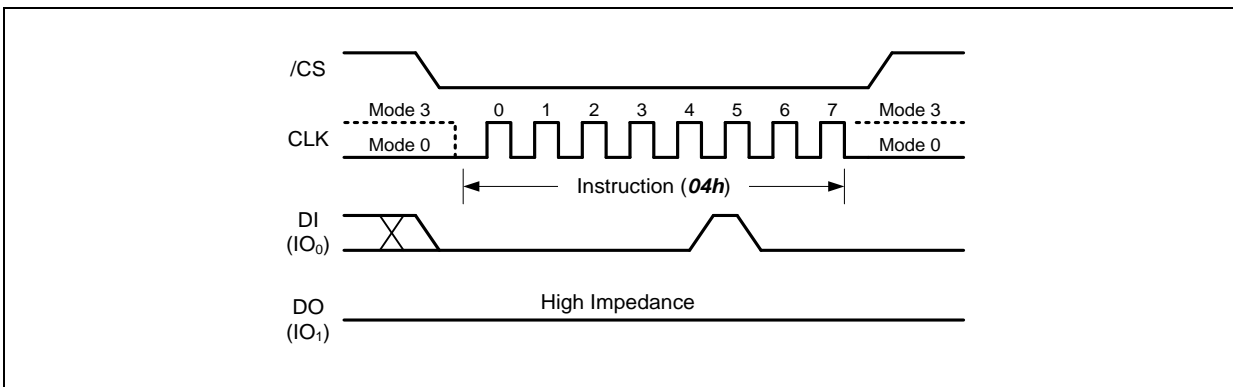 /CS
Mode 3 0 1 2 3 4 5 6 7 Mode 3
CLK
Mode 0 Mode 0
Instruction (04h)
DI
(IO₀)
High Impedance
DO
(IO₁)